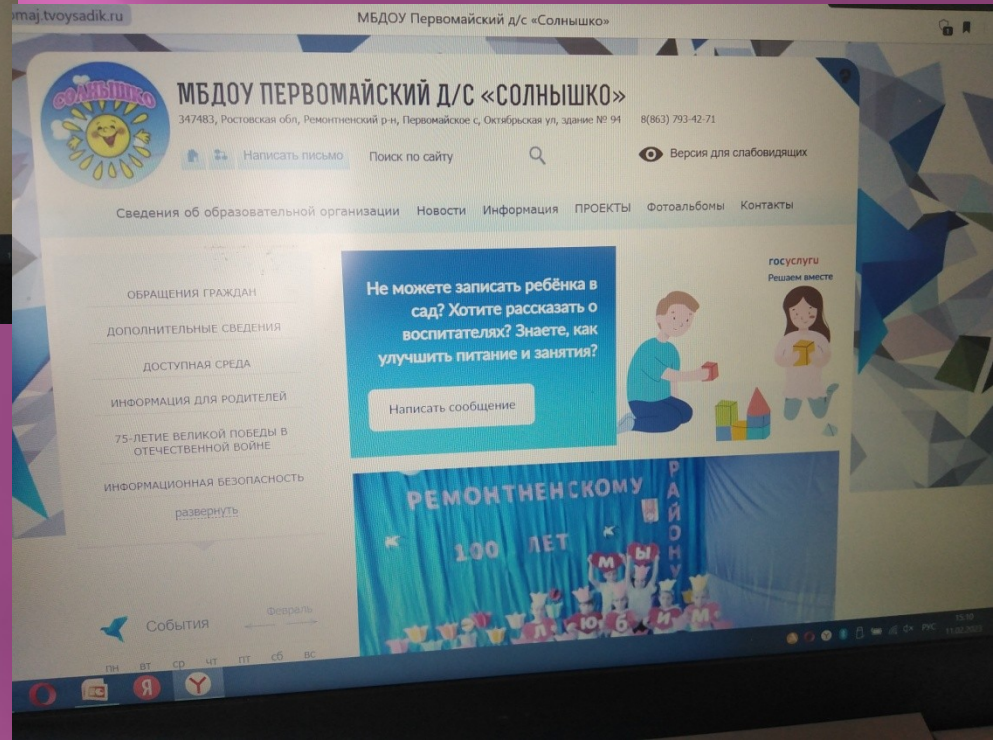 maj.tvoysadik.ru
МБДОУ Первомайский д/с «Солнышко»
СОЛНЫШКО
МБДОУ ПЕРВОМАЙСКИЙ Д/С «СОЛНЫШКО»
347483, Ростовская обл, Ремонтненский р-н, Первомайское с, Октябрьская ул, здание № 94 8(863) 793-42-71
Написать письмо Поиск по сайту Версия для слабовидящих
Сведения об образовательной организации Новости Информация ПРОЕКТЫ Фотоальбомы Контакты
ОБРАЩЕНИЯ ГРАЖДАН
ДОПОЛНИТЕЛЬНЫЕ СВЕДЕНИЯ
ДОСТУПНАЯ СРЕДА
ИНФОРМАЦИЯ ДЛЯ РОДИТЕЛЕЙ
75-ЛЕТИЕ ВЕЛИКОЙ ПОБЕДЫ В
ОТЕЧЕСТВЕННОЙ ВОЙНЕ
ИНФОРМАЦИОННАЯ БЕЗОПАСНОСТЬ
развернуть
Не можете записать ребёнка в
сад? Хотите рассказать о
воспитателях? Знаете, как
улучшить питание и занятия?
Написать сообщение
госуслуги
Решаем вместе
РЕМОНТНЕНСКОМУ
РАЙОНУ
100 ЛЕТ
МЫ
ЛЮБИМ
События
Февраль
пн вт ср чт пт сб вс
РУС
15:10